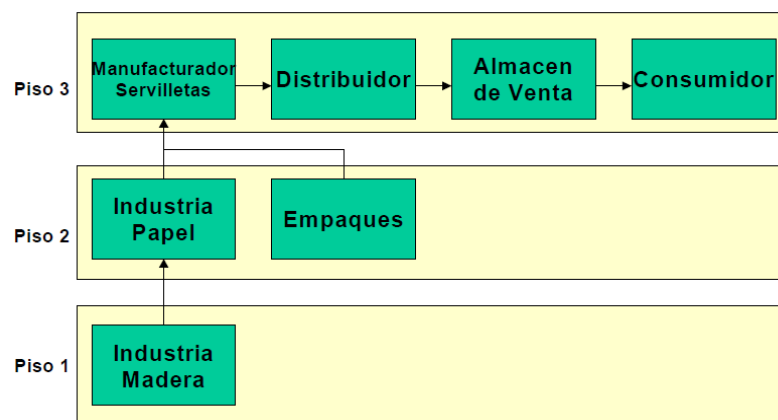 Piso 3
Manufacturador
Servilletas
Distribuidor
Almacen
de Venta
Consumidor
Piso 2
Industria
Papel
Empaques
Piso 1
Industria
Madera